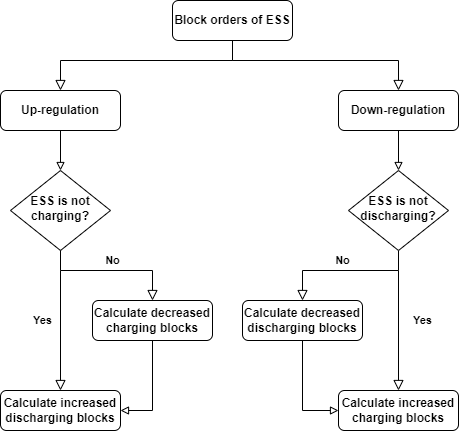 Block orders of ESS
Up-regulation
Down-regulation
ESS is not
charging?
ESS is not
discharging?
No
No
Calculate decreased
charging blocks
Calculate decreased
discharging blocks
Yes
Yes
Calculate increased
discharging blocks
Calculate increased
charging blocks